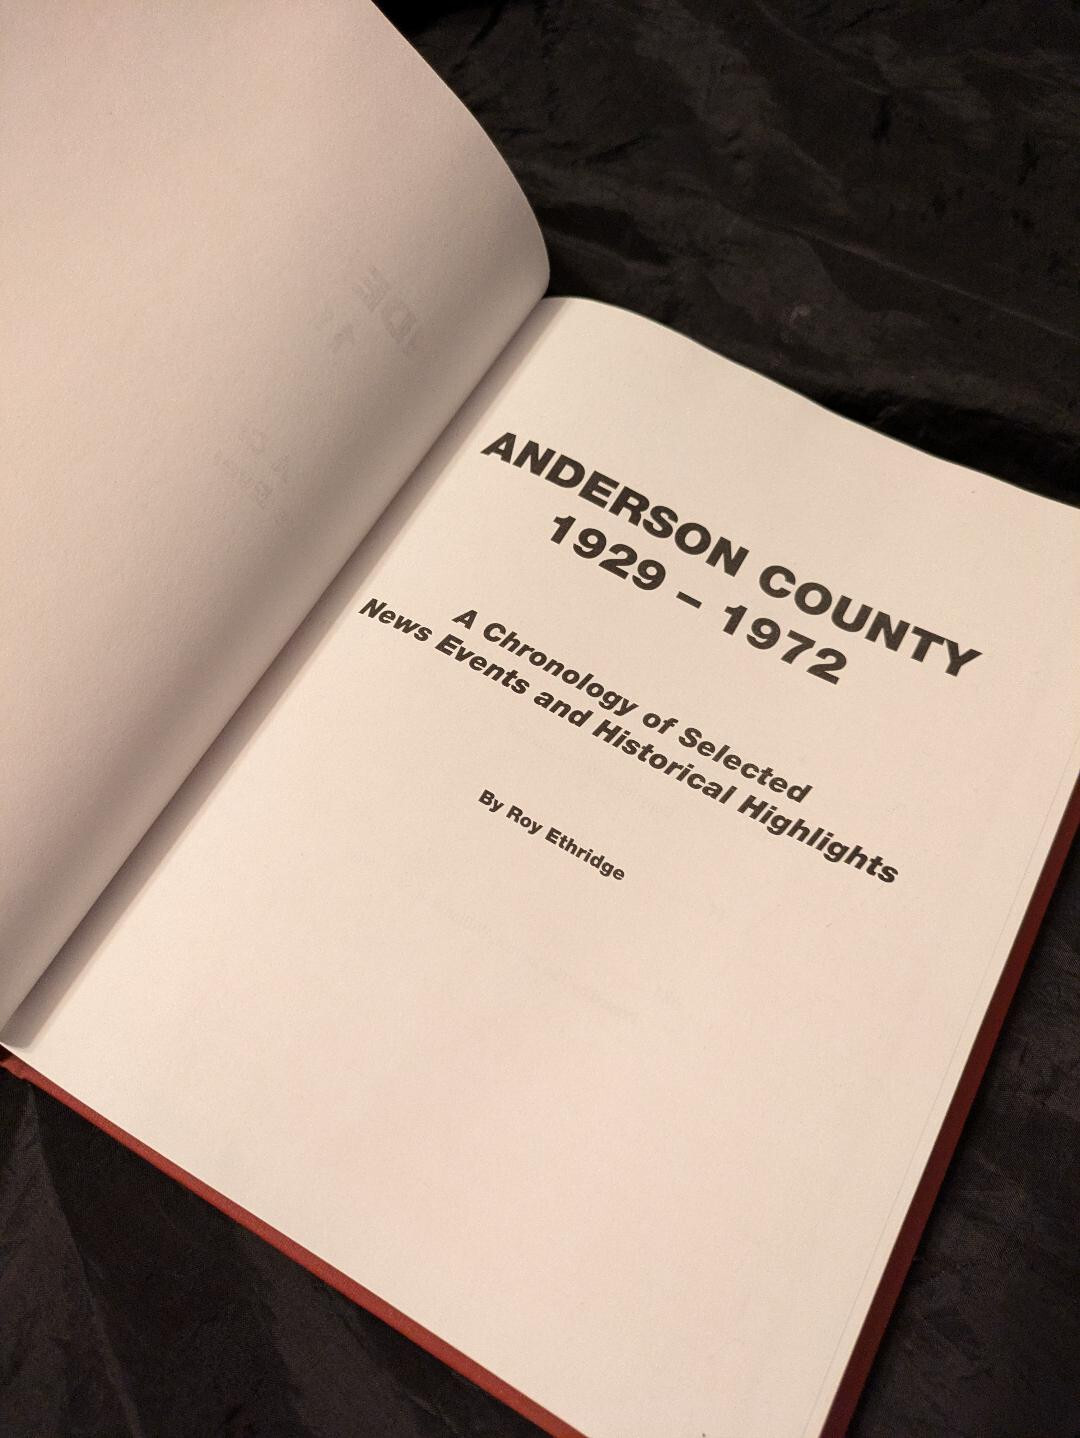 ANDERSON COUNTY
1929 – 1972
A Chronology of Selected
News Events and Historical Highlights
By Roy Ethridge